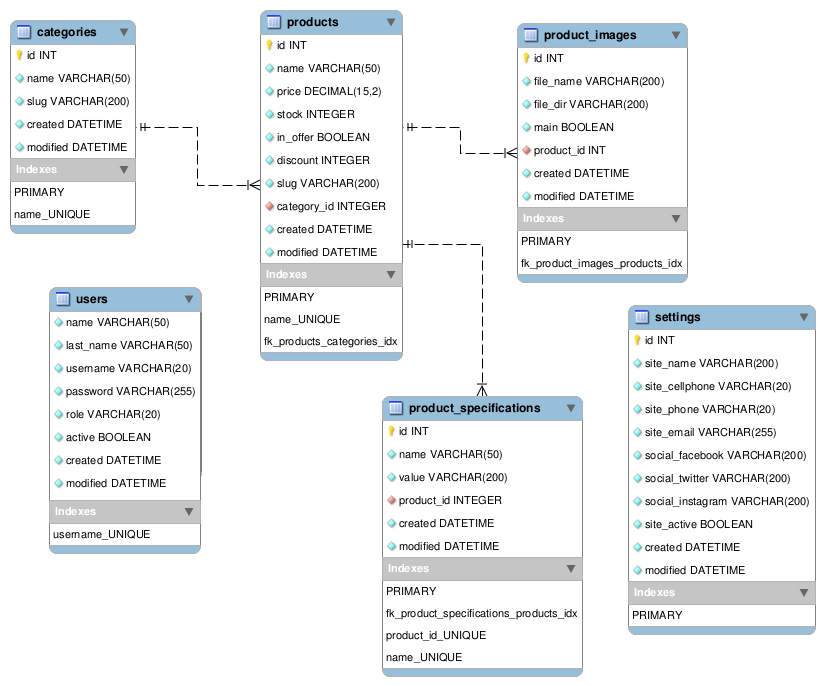 categories
id INT
name VARCHAR(50)
slug VARCHAR(200)
created DATETIME
modified DATETIME
Indexes
PRIMARY
name_UNIQUE
products
id INT
name VARCHAR(50)
price DECIMAL(15,2)
stock INTEGER
in_offer BOOLEAN
discount INTEGER
slug VARCHAR(200)
category_id INTEGER
created DATETIME
modified DATETIME
Indexes
PRIMARY
name_UNIQUE
fk_products_categories_idx
product_images
id INT
file_name VARCHAR(200)
file_dir VARCHAR(200)
main BOOLEAN
product_id INT
created DATETIME
modified DATETIME
Indexes
PRIMARY
fk_product_images_products_idx
users
name VARCHAR(50)
last_name VARCHAR(50)
username VARCHAR(20)
password VARCHAR(255)
role VARCHAR(20)
active BOOLEAN
created DATETIME
modified DATETIME
Indexes
username_UNIQUE
product_specifications
id INT
name VARCHAR(50)
value VARCHAR(200)
product_id INTEGER
created DATETIME
modified DATETIME
Indexes
PRIMARY
fk_product_specifications_products_idx
product_id_UNIQUE
name_UNIQUE
settings
id INT
site_name VARCHAR(200)
site_cellphone VARCHAR(20)
site_phone VARCHAR(20)
site_email VARCHAR(255)
social_facebook VARCHAR(200)
social_twitter VARCHAR(200)
social_instagram VARCHAR(200)
site_active BOOLEAN
created DATETIME
modified DATETIME
Indexes
PRIMARY